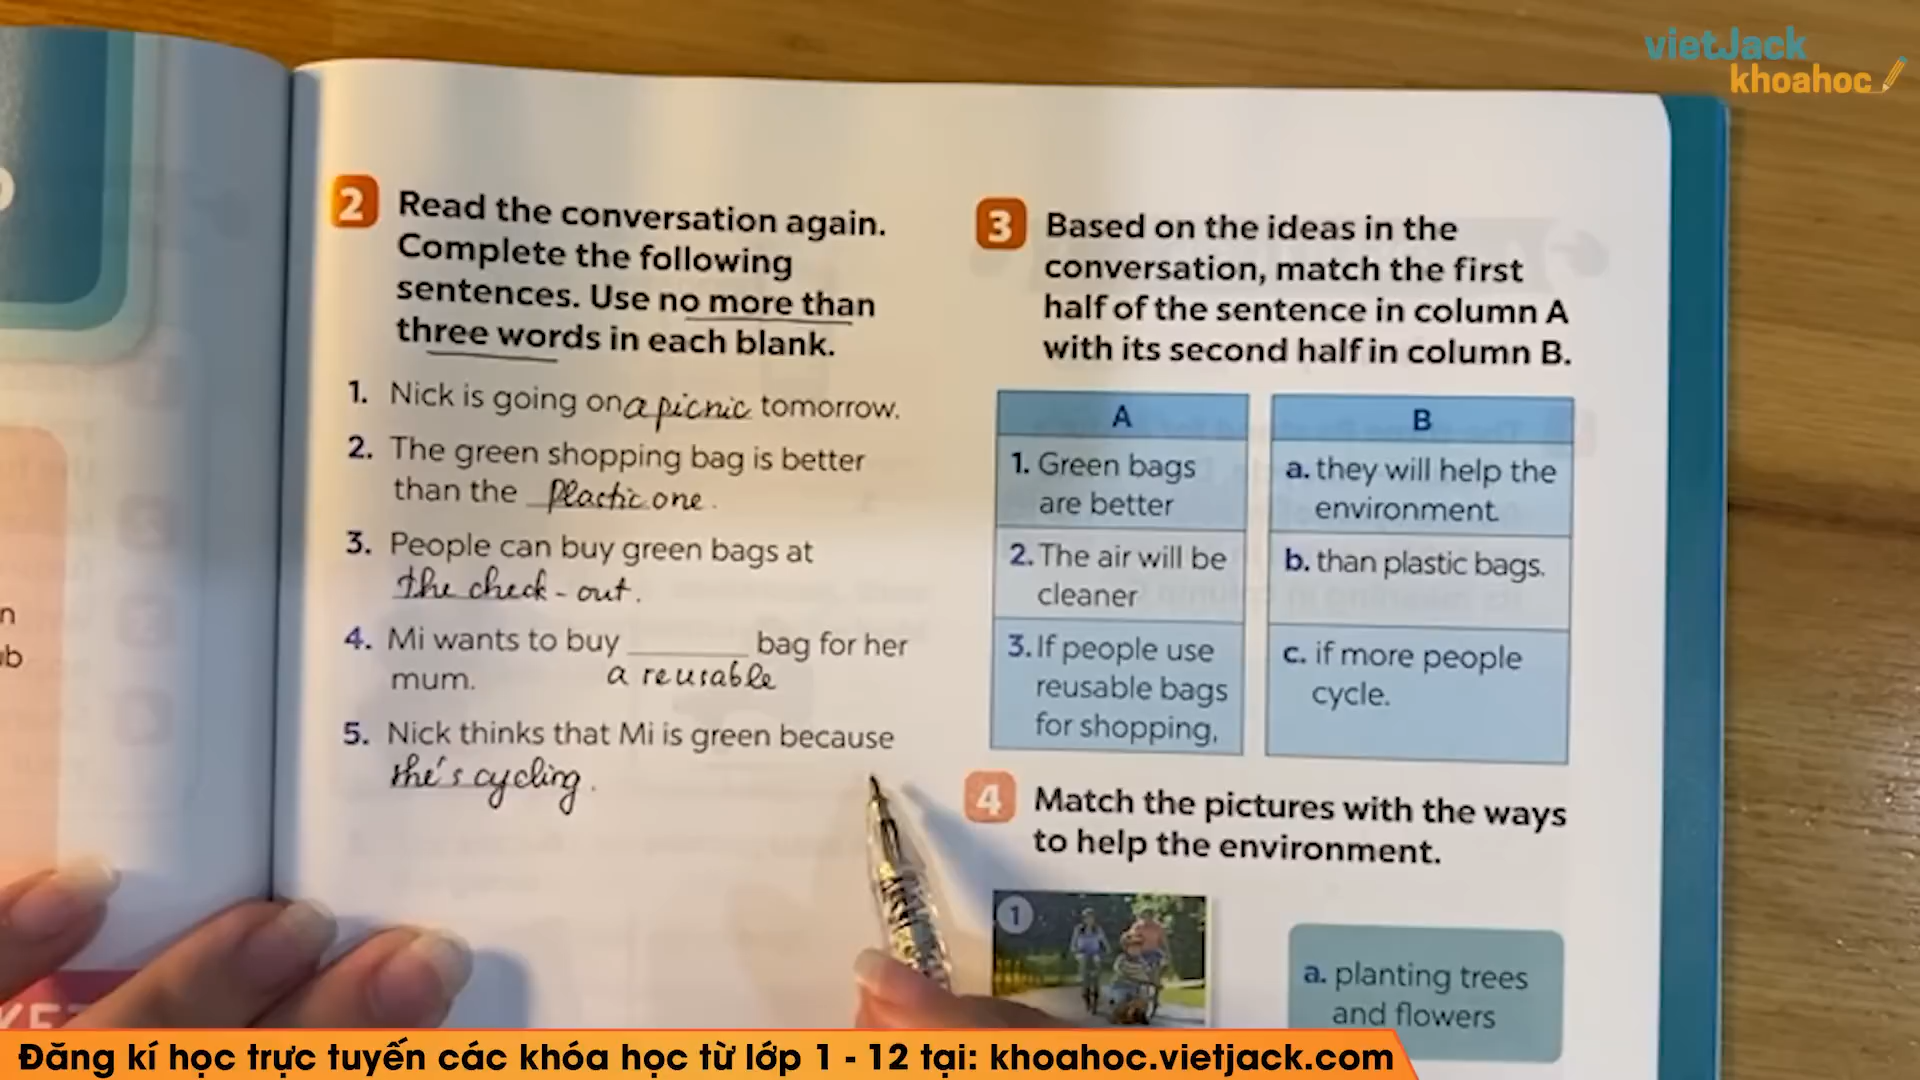 vietJack
khoahoc
2 Read the conversation again.
Complete the following
sentences. Use no more than
three words in each blank.
1. Nick is going on a picnic tomorrow.
2. The green shopping bag is better
than the plastic one.
3. People can buy green bags at
the check-out.
4. Mi wants to buy ______ bag for her
a reusable
mum.
5. Nick thinks that Mi is green because
she's cycling.
3 Based on the ideas in the
conversation, match the first
half of the sentence in column A
with its second half in column B.
A
1. Green bags
are better
2. The air will be
cleaner
3. If people use
reusable bags
for shopping,
B
a. they will help the
environment.
b. than plastic bags.
c. if more people
cycle.
4 Match the pictures with the ways
to help the environment.
1
a. planting trees
and flowers
Đăng kí học trực tuyến các khóa học từ lớp 1 - 12 tại: khoahoc.vietjack.com